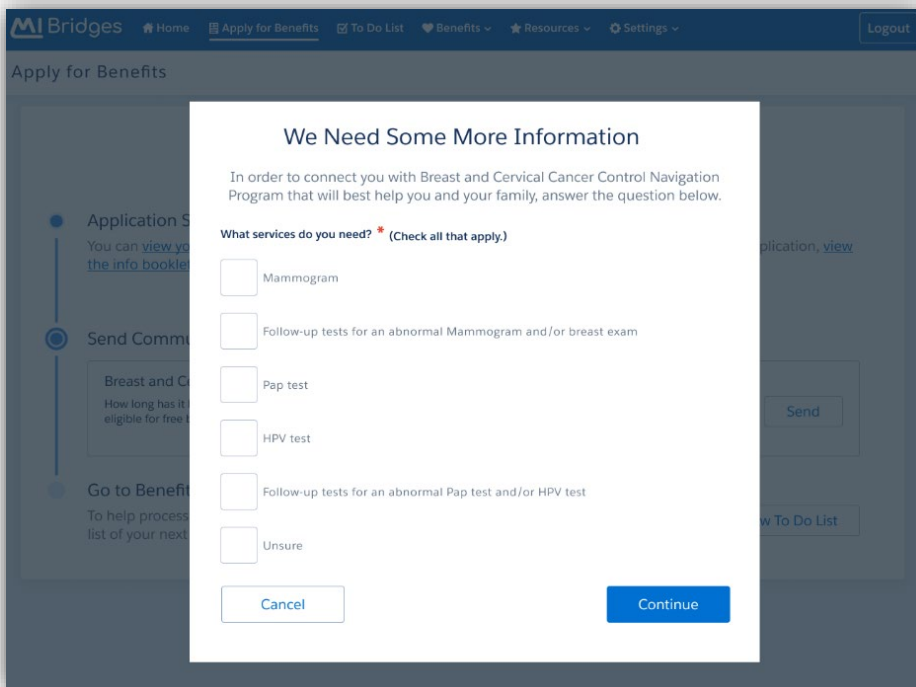 MI Bridges Home Apply for Benefits To Do List Benefits Resources Settings Logout
Apply for Benefits
We Need Some More Information
In order to connect you with Breast and Cervical Cancer Control Navigation
Program that will best help you and your family, answer the question below.
What services do you need? * (Check all that apply.)
Mammogram
Follow-up tests for an abnormal Mammogram and/or breast exam
Pap test
HPV test
Follow-up tests for an abnormal Pap test and/or HPV test
Unsure
Cancel Continue
Application S
You can view yo plication, view
the info bookle
Send Commu
Breast and Ce
How long has it
eligible for free
Send
Go to Benefit
To help process
list of your next
w To Do List